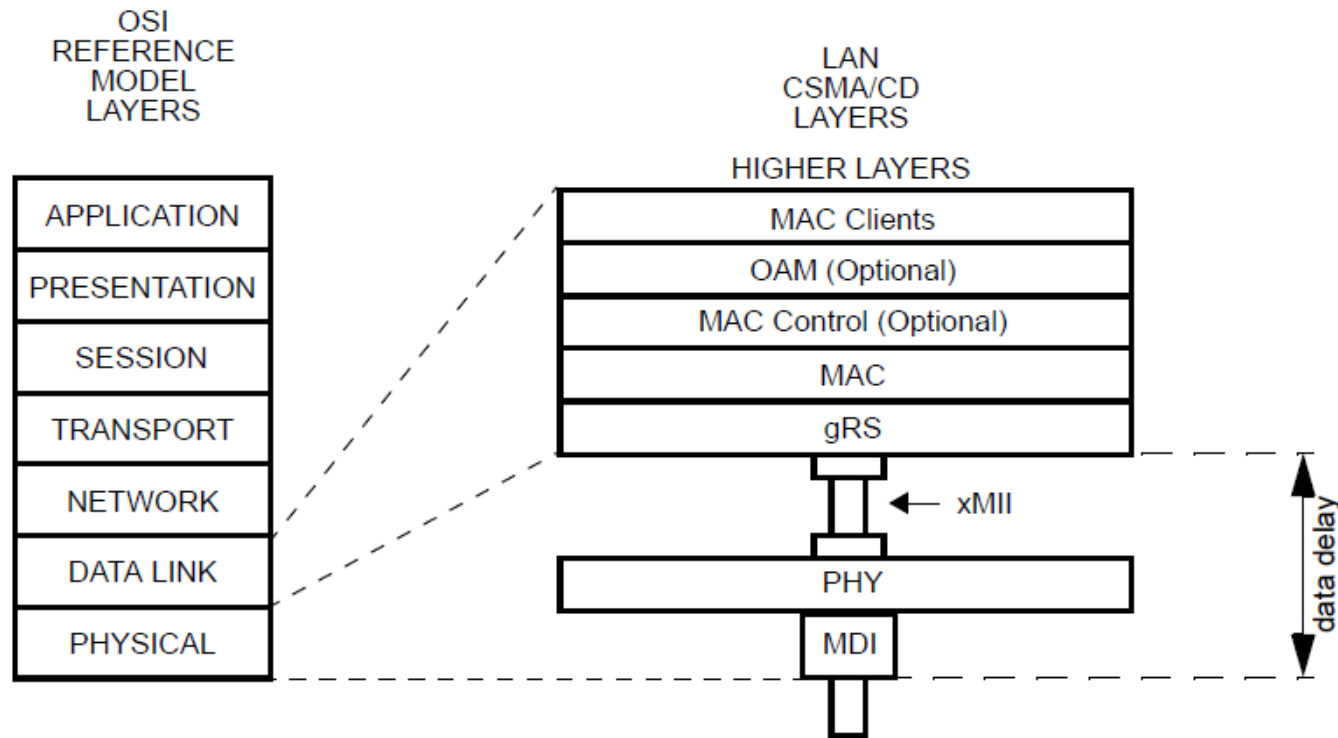 OSI
REFERENCE
MODEL
LAYERS
APPLICATION
PRESENTATION
SESSION
TRANSPORT
NETWORK
DATA LINK
PHYSICAL
LAN
CSMA/CD
LAYERS
HIGHER LAYERS
MAC Clients
OAM (Optional)
MAC Control (Optional)
MAC
gRS
xMII
PHY
MDI
data delay